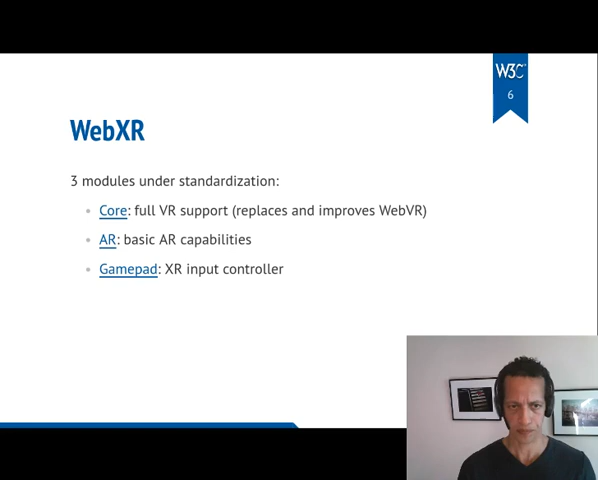 W3C
6
WebXR
3 modules under standardization:
Core: full VR support (replaces and improves WebVR)
AR: basic AR capabilities
Gamepad: XR input controller